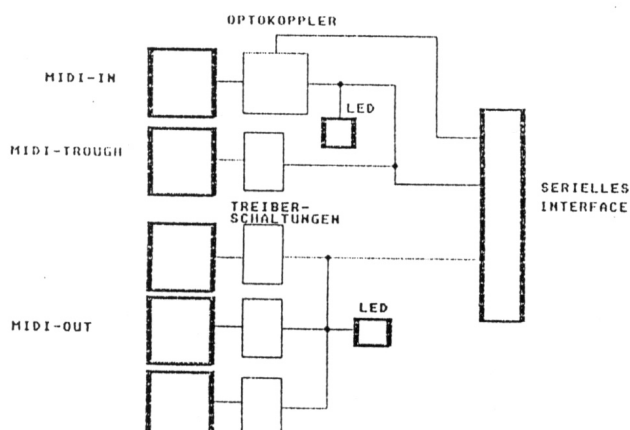 OPTOKOPPLER
MIDI-IN
LED
MIDI-TROUGH
SERIELLES
INTERFACE
TREIBER-
SCHALTUNGEN
LED
MIDI-OUT